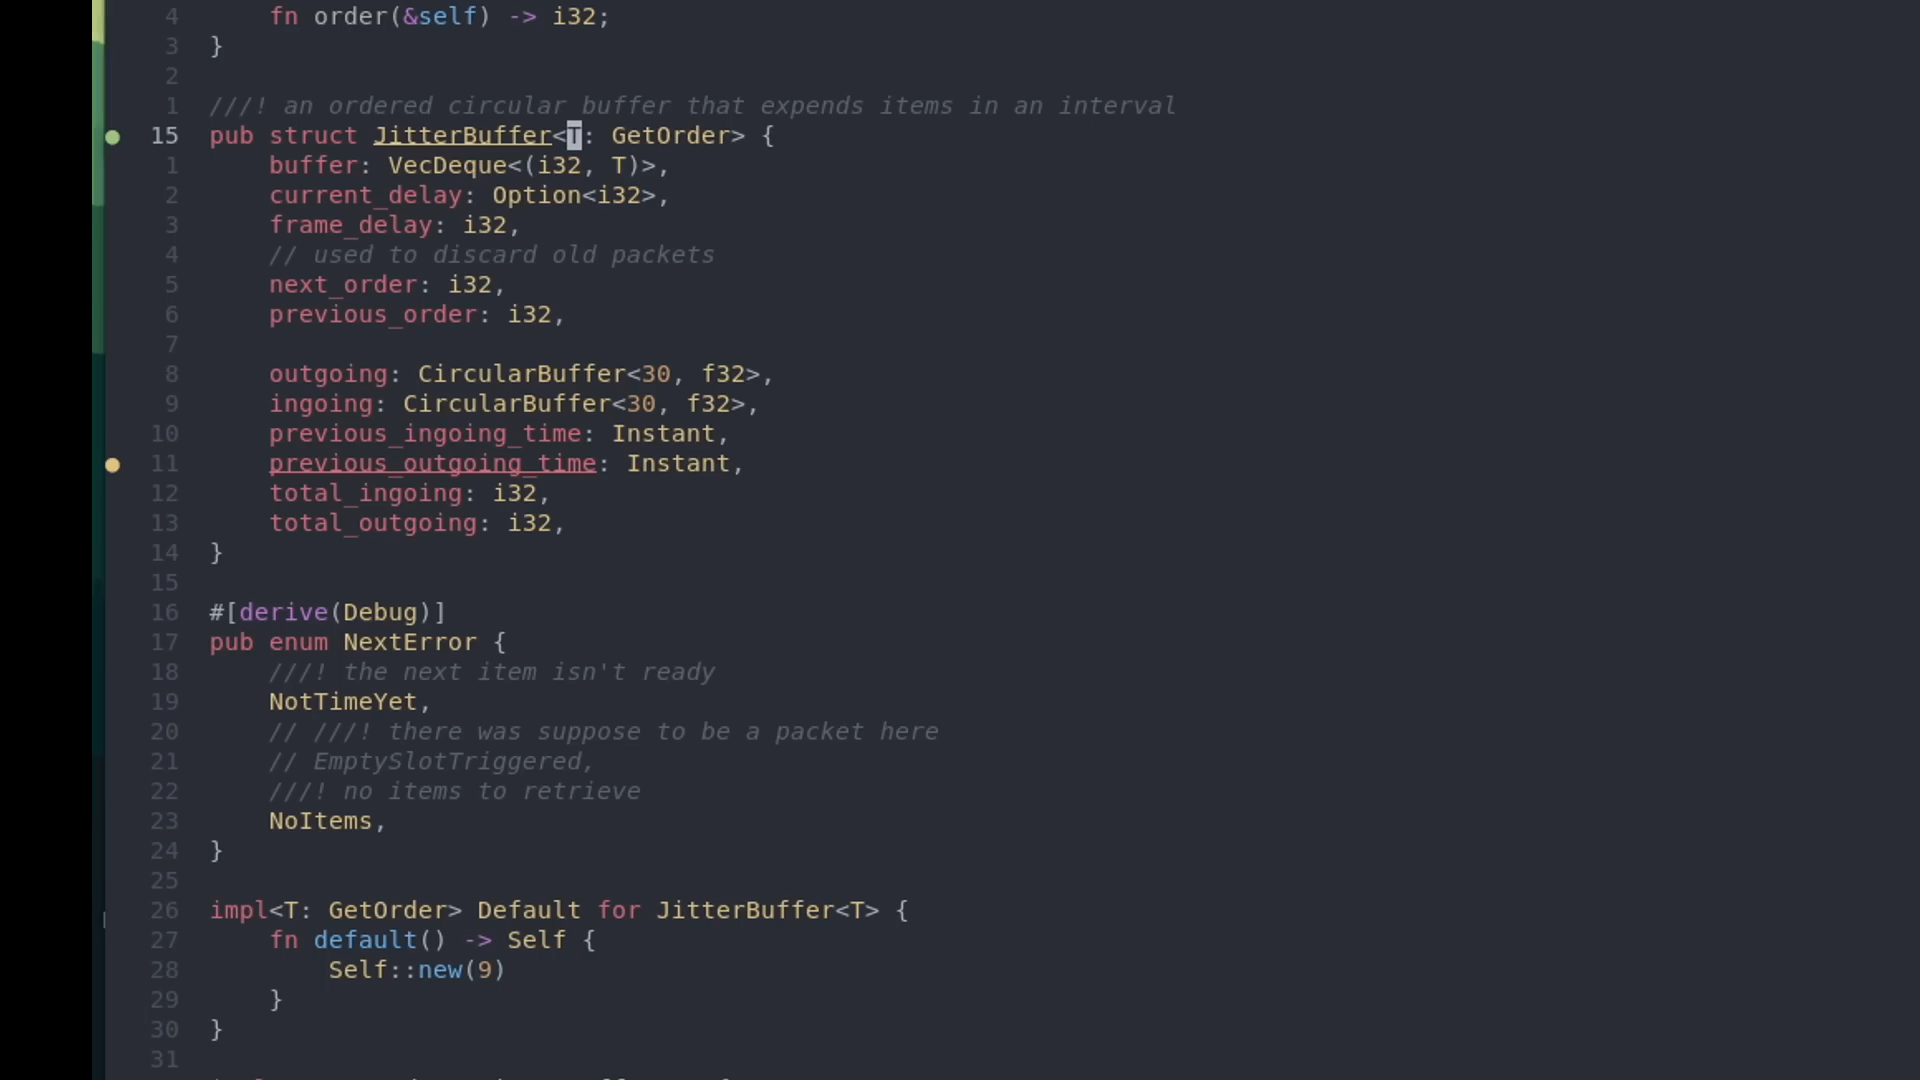 4 fn order(&self) -> i32;
3 }
2
1 ///! an ordered circular buffer that expends items in an interval
15 pub struct JitterBuffer<T: GetOrder> {
1 buffer: VecDeque<(i32, T)>,
2 current_delay: Option<i32>,
3 frame_delay: i32,
4 // used to discard old packets
5 next_order: i32,
6 previous_order: i32,
7
8 outgoing: CircularBuffer<30, f32>,
9 ingoing: CircularBuffer<30, f32>,
10 previous_ingoing_time: Instant,
11 previous_outgoing_time: Instant,
12 total_ingoing: i32,
13 total_outgoing: i32,
14 }
15
16 #[derive(Debug)]
17 pub enum NextError {
18 ///! the next item isn't ready
19 NotTimeYet,
20 // ///! there was suppose to be a packet here
21 // EmptySlotTriggered,
22 ///! no items to retrieve
23 NoItems,
24 }
25
26 impl<T: GetOrder> Default for JitterBuffer<T> {
27 fn default() -> Self {
28 Self::new(9)
29 }
30 }
31